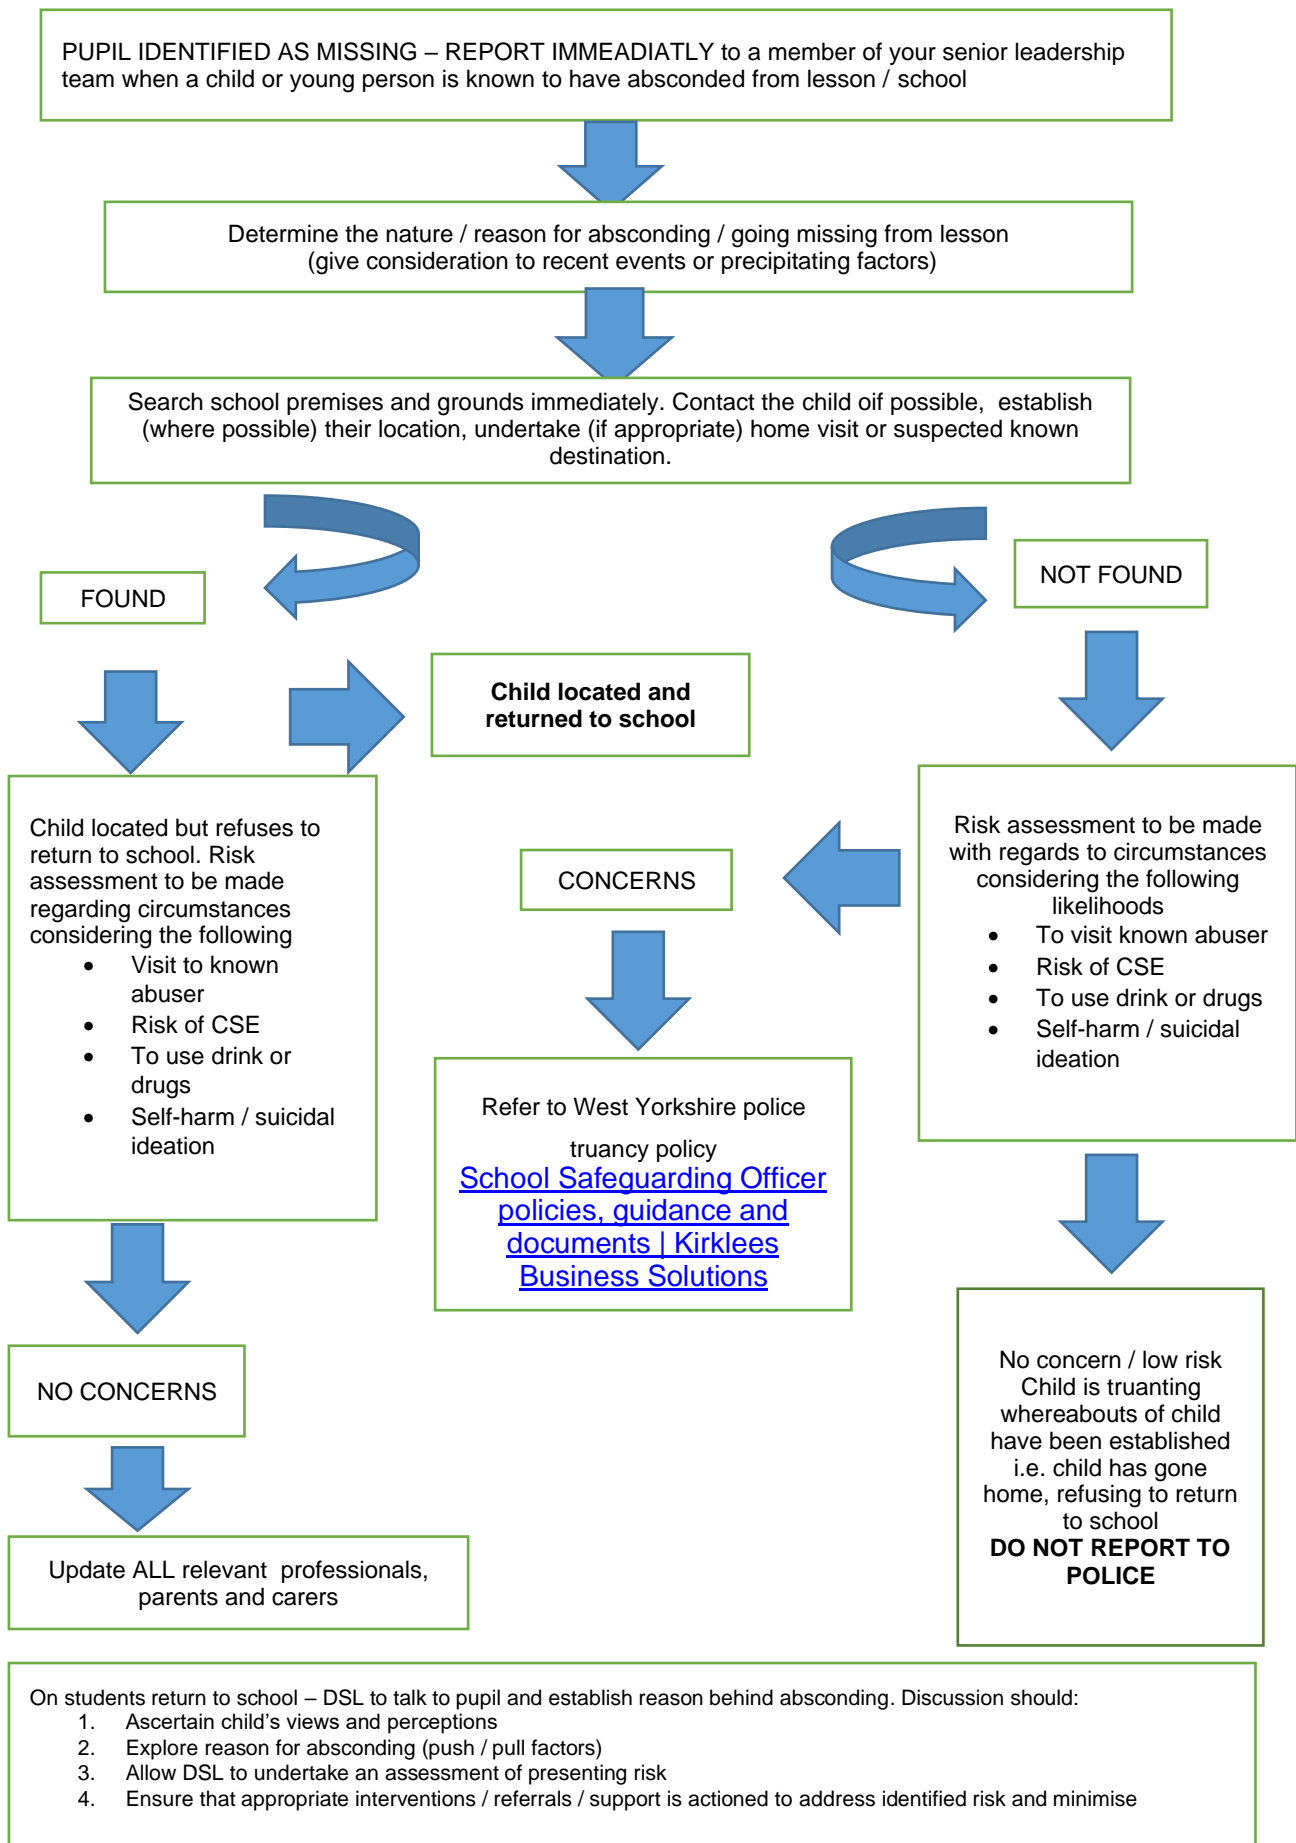 PUPIL IDENTIFIED AS MISSING – REPORT IMMEADIATLY to a member of your senior leadership
team when a child or young person is known to have absconded from lesson / school
Determine the nature / reason for absconding / going missing from lesson
(give consideration to recent events or precipitating factors)
Search school premises and grounds immediately. Contact the child oif possible, establish
(where possible) their location, undertake (if appropriate) home visit or suspected known
destination.
FOUND
NOT FOUND
Child located and
returned to school
Child located but refuses to
return to school. Risk
assessment to be made
regarding circumstances
considering the following
• Visit to known
abuser
• Risk of CSE
• To use drink or
drugs
• Self-harm / suicidal
ideation
CONCERNS
Risk assessment to be made
with regards to circumstances
considering the following
likelihoods
• To visit known abuser
• Risk of CSE
• To use drink or drugs
• Self-harm / suicidal
ideation
Refer to West Yorkshire police
truancy policy
School Safeguarding Officer
policies, guidance and
documents | Kirklees
Business Solutions
NO CONCERNS
No concern / low risk
Child is truanting
whereabouts of child
have been established
i.e. child has gone
home, refusing to return
to school
DO NOT REPORT TO
POLICE
Update ALL relevant professionals,
parents and carers
On students return to school – DSL to talk to pupil and establish reason behind absconding. Discussion should:
1. Ascertain child's views and perceptions
2. Explore reason for absconding (push / pull factors)
3. Allow DSL to undertake an assessment of presenting risk
4. Ensure that appropriate interventions / referrals / support is actioned to address identified risk and minimise